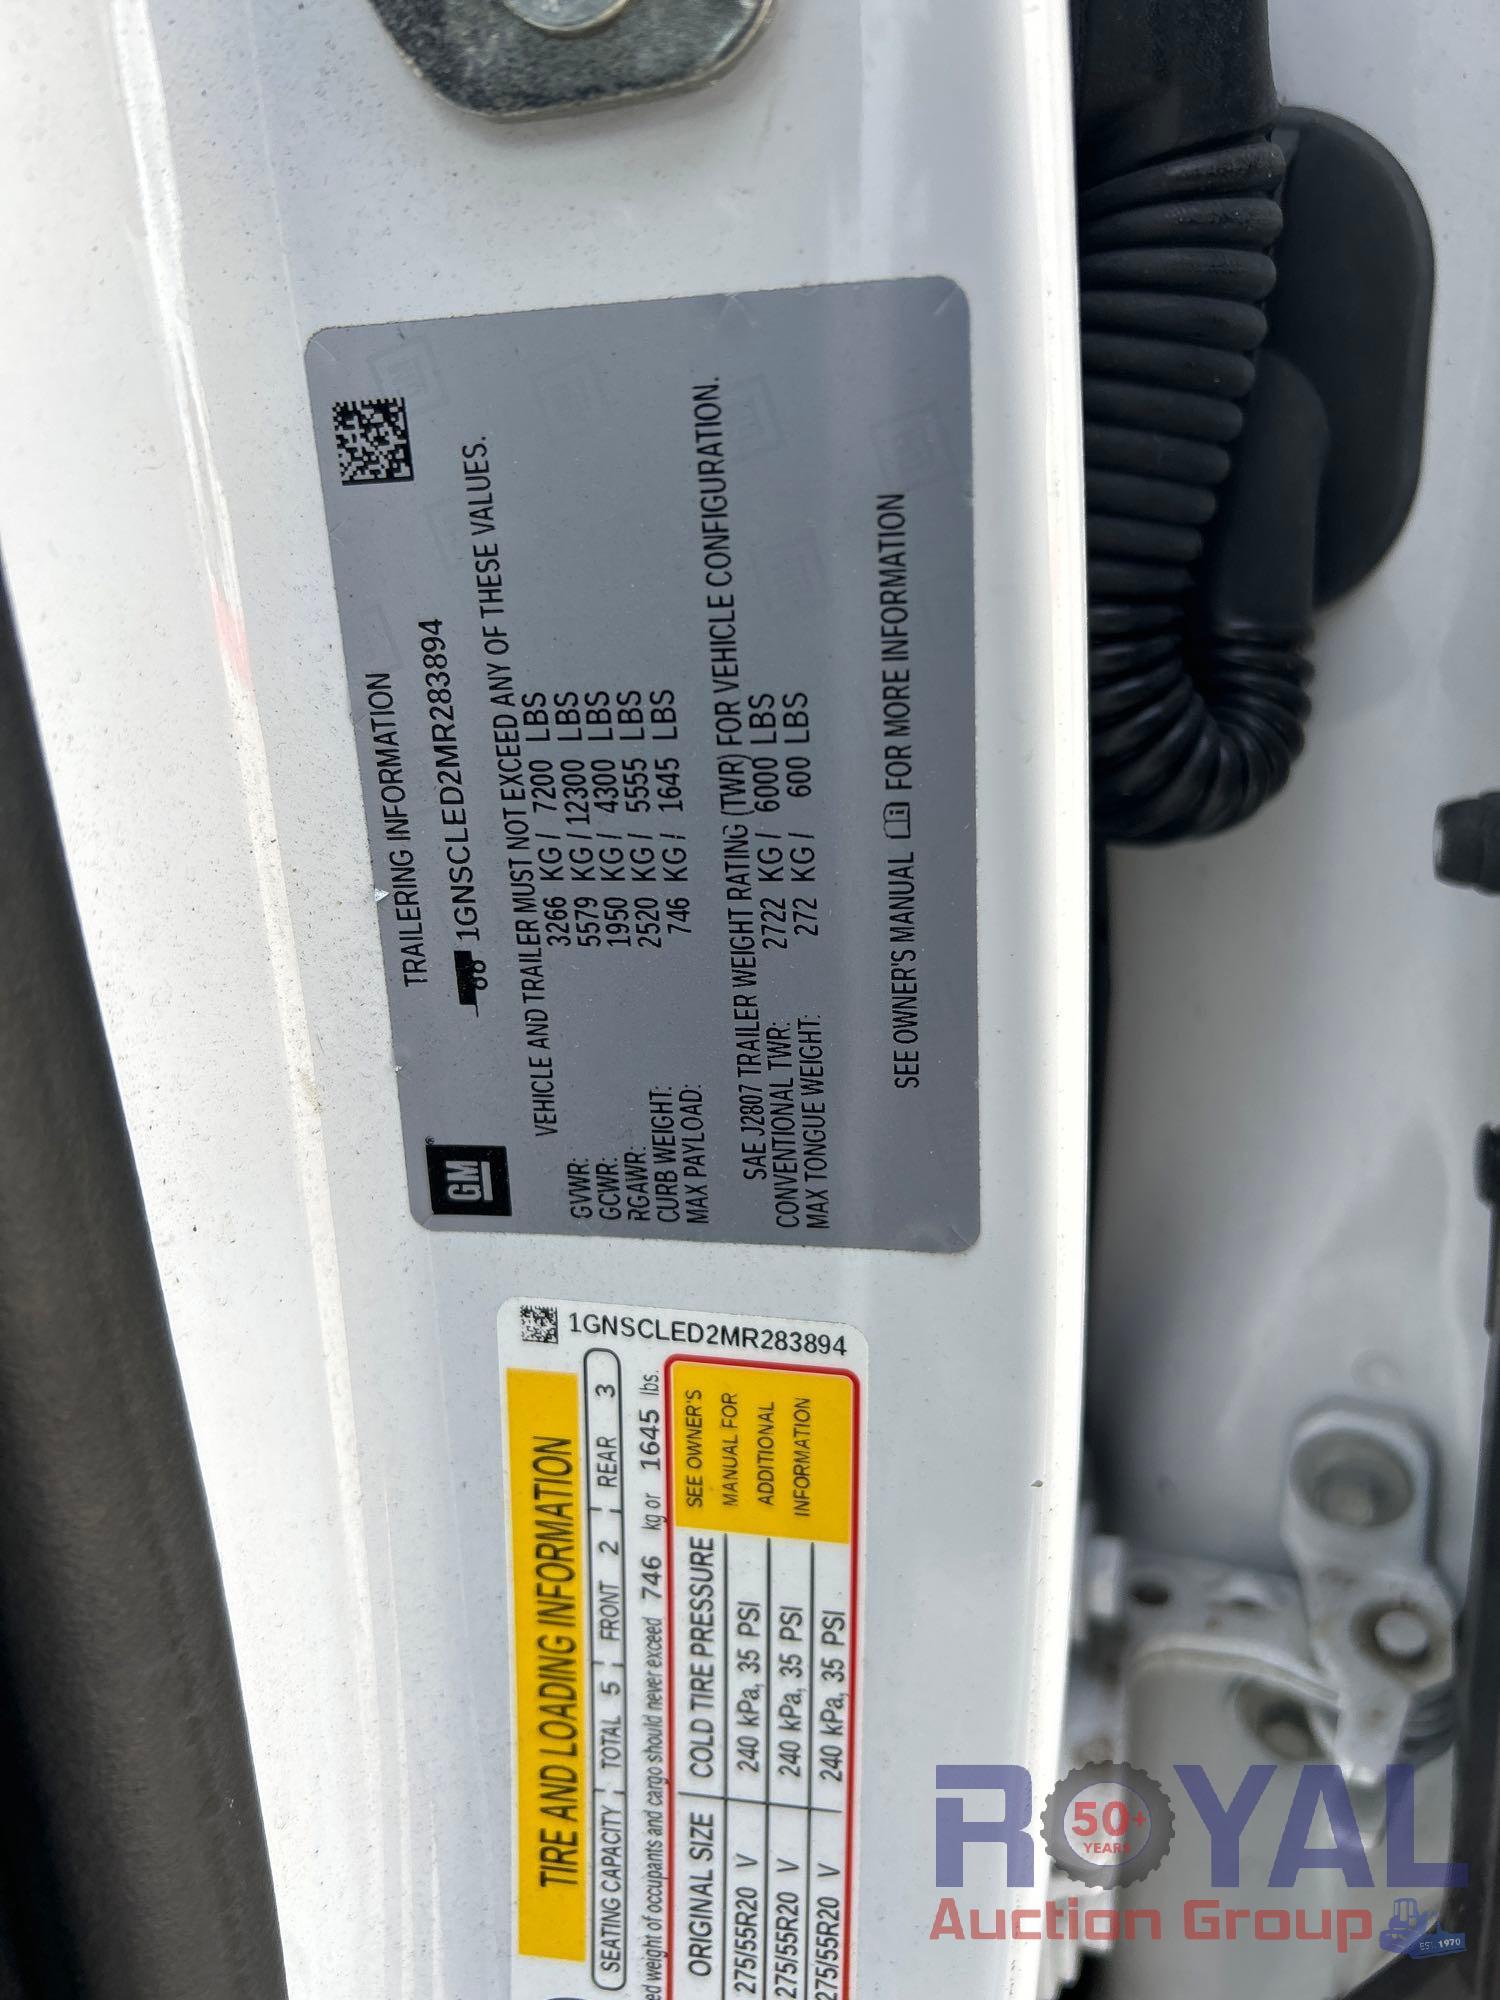 TRAILERING INFORMATION
1GNSCLED2MR283894
VEHICLE AND TRAILER MUST NOT EXCEED ANY OF THESE VALUES.
GVWR: 3266 KG / 7200 LBS
GCWR: 5579 KG / 12300 LBS
RGAWR: 1950 KG / 4300 LBS
CURB WEIGHT: 2520 KG / 5555 LBS
MAX PAYLOAD: 746 KG / 1645 LBS
SAE J2807 TRAILER WEIGHT RATING (TWR) FOR VEHICLE CONFIGURATION.
CONVENTIONAL TWR: 2722 KG / 6000 LBS
MAX TONGUE WEIGHT: 272 KG / 600 LBS
SEE OWNER'S MANUAL FOR MORE INFORMATION
GM®
TIRE AND LOADING INFORMATION
1GNSCLED2MR283894
SEATING CAPACITY TOTAL 5 FRONT 2 REAR 3
weight of occupants and cargo should never exceed 746 kg or 1645 lbs.
ORIGINAL SIZE COLD TIRE PRESSURE
275/55R20 V 240 kPa, 35 PSI
275/55R20 V 240 kPa, 35 PSI
275/55R20 V 240 kPa, 35 PSI
SEE OWNER'S
MANUAL FOR
ADDITIONAL
INFORMATION
ROYAL
50+
YEARS
Auction Group
EST. 1970